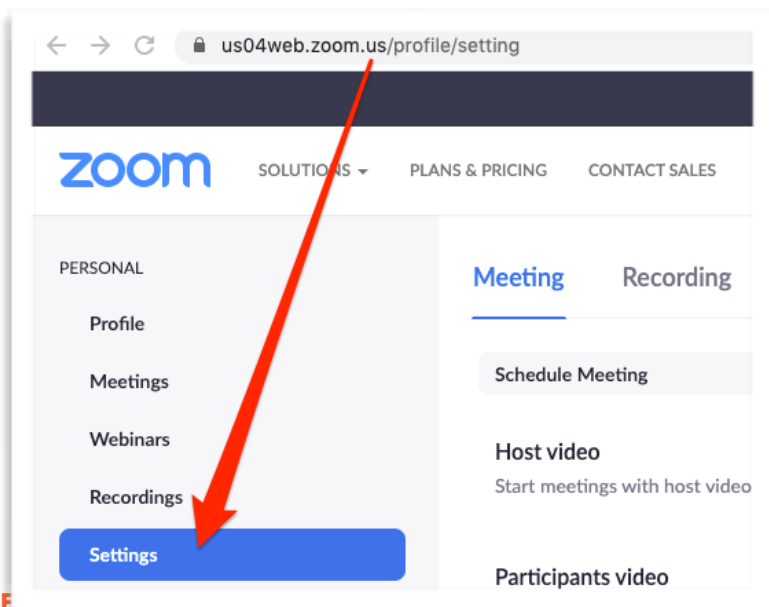 us04web.zoom.us/profile/setting
zoom SOLUTIONS PLANS & PRICING CONTACT SALES
PERSONAL
Profile
Meetings
Webinars
Recordings
Settings
Meeting Recording
Schedule Meeting
Host video
Start meetings with host video
Participants video